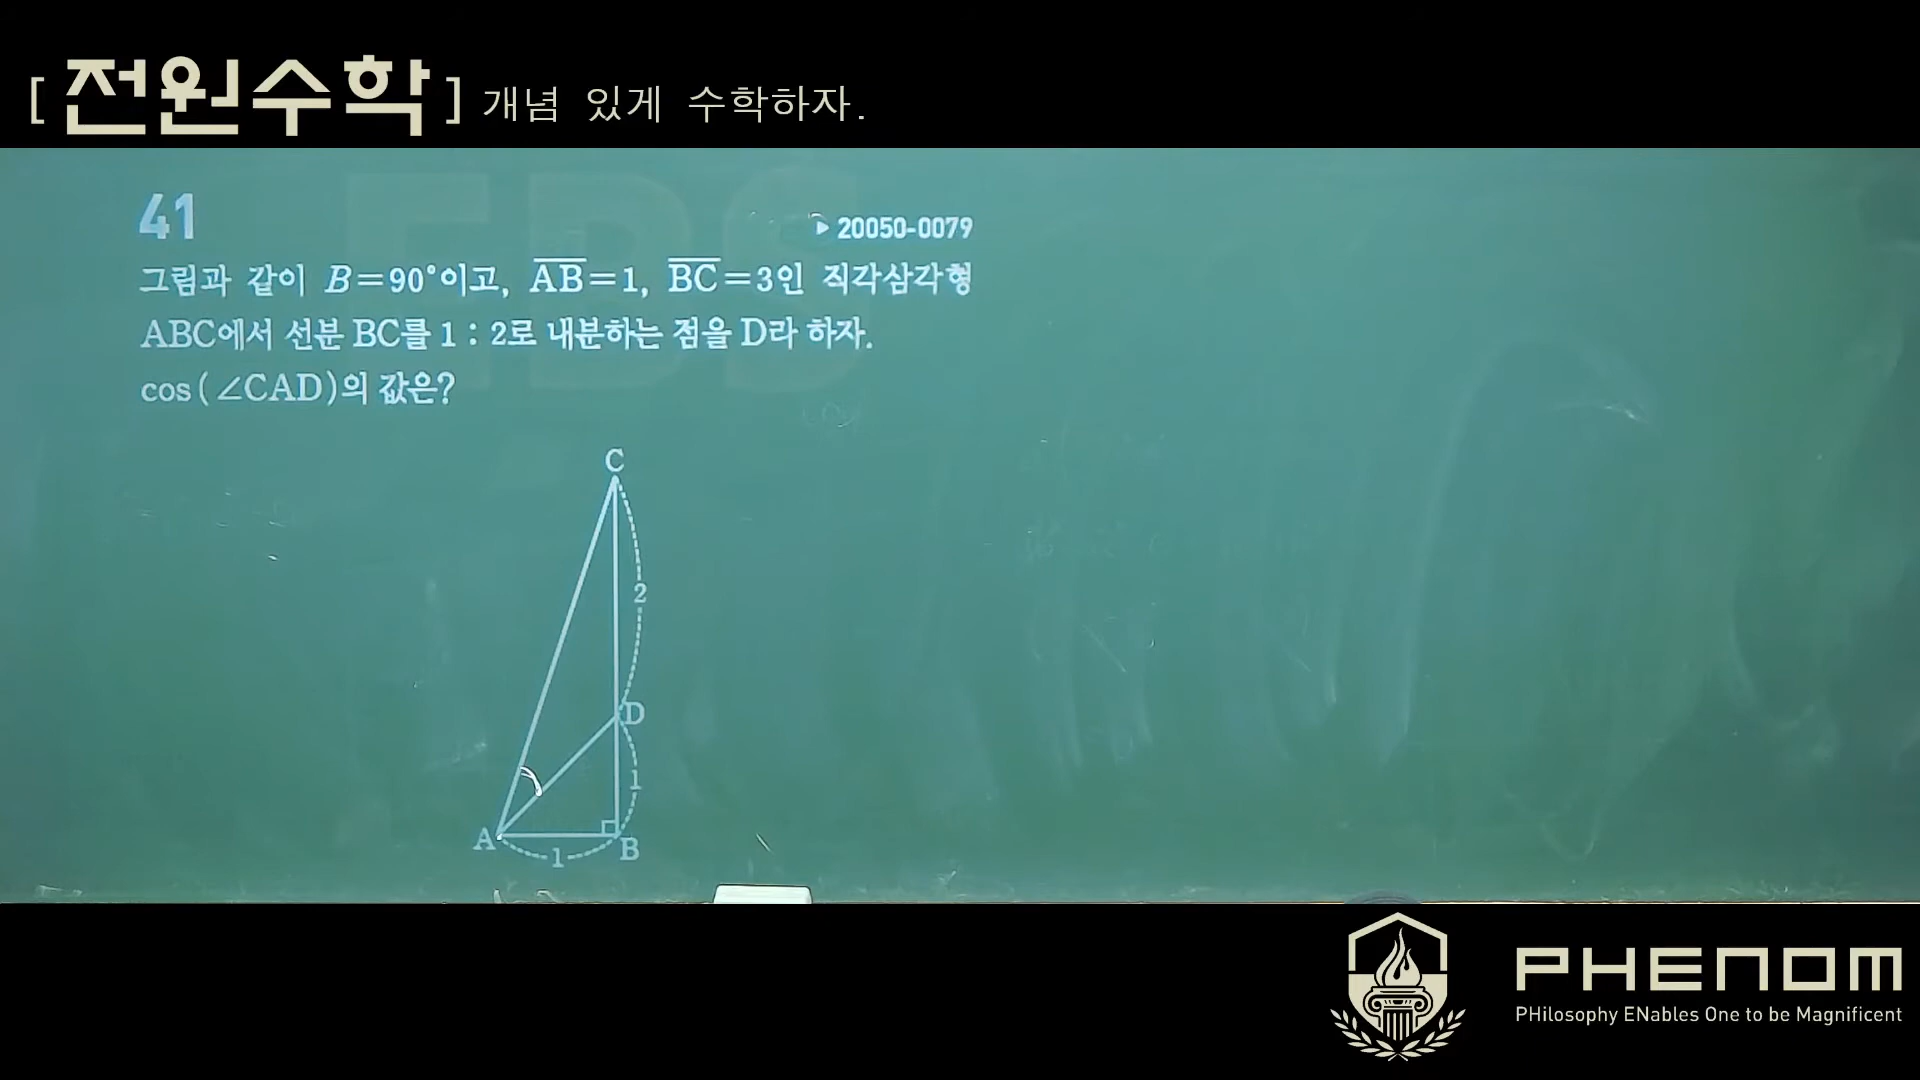 [전원수학] 개념 있게 수학하자.
41
▶ 20050-0079
그림과 같이 B=90°이고, A̅B̅=1, B̅C̅=3인 직각삼각형
ABC에서 선분 BC를 1 : 2로 내분하는 점을 D라 하자.
cos(∠CAD)의 값은?
C
2
D
1
A
1
B
EBS
PHENOM
PHilosophy ENables One to be Magnificent